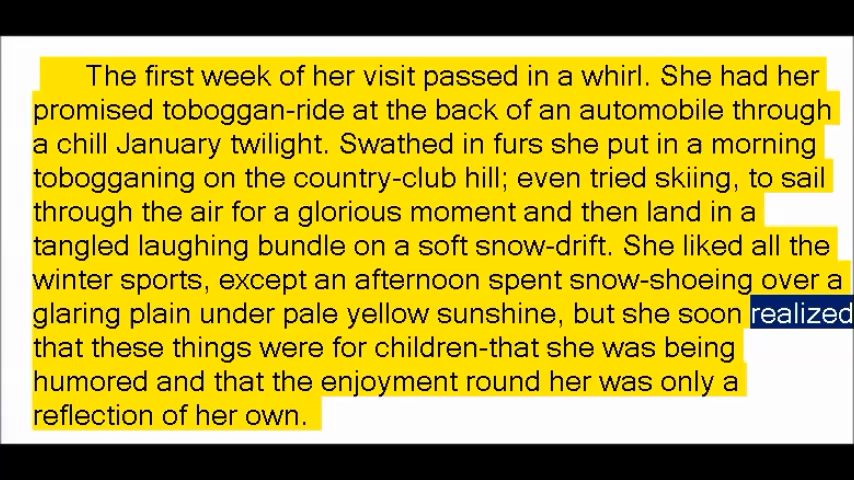 The first week of her visit passed in a whirl. She had her
promised toboggan-ride at the back of an automobile through
a chill January twilight. Swathed in furs she put in a morning
tobogganing on the country-club hill; even tried skiing, to sail
through the air for a glorious moment and then land in a
tangled laughing bundle on a soft snow-drift. She liked all the
winter sports, except an afternoon spent snow-shoeing over a
glaring plain under pale yellow sunshine, but she soon realized
that these things were for children-that she was being
humored and that the enjoyment round her was only a
reflection of her own.